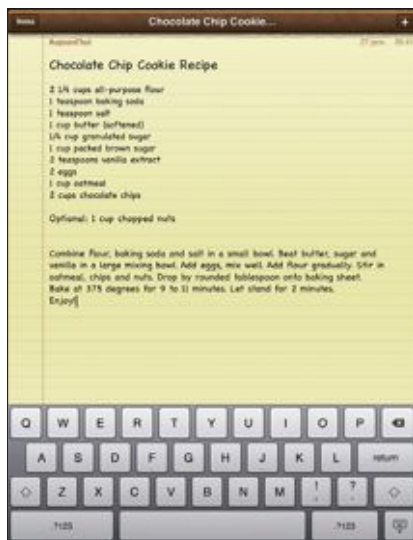 Notes
Chocolate Chip Cookie...
+
Aujourd'hui
Chocolate Chip Cookie Recipe
2 1/4 cups all-purpose flour
1 teaspoon baking soda
1 teaspoon salt
1 cup butter (softened)
1/4 cup granulated sugar
1 cup packed brown sugar
2 teaspoons vanilla extract
2 eggs
1 cup oatmeal
2 cups chocolate chips
Optional: 1 cup chopped nuts
Combine flour, baking soda and salt in a small bowl. Beat butter, sugar and
vanilla in a large mixing bowl. Add eggs, mix well. Add flour gradually. Stir in
oatmeal, chips and nuts. Drop by rounded tablespoon onto baking sheet.
Bake at 375 degrees for 9 to 11 minutes. Let stand for 2 minutes.
Enjoy!
Q W E R T Y U I O P
A S D F G H J K L return
Z X C V B N M ! , ? .
.?123 .?123